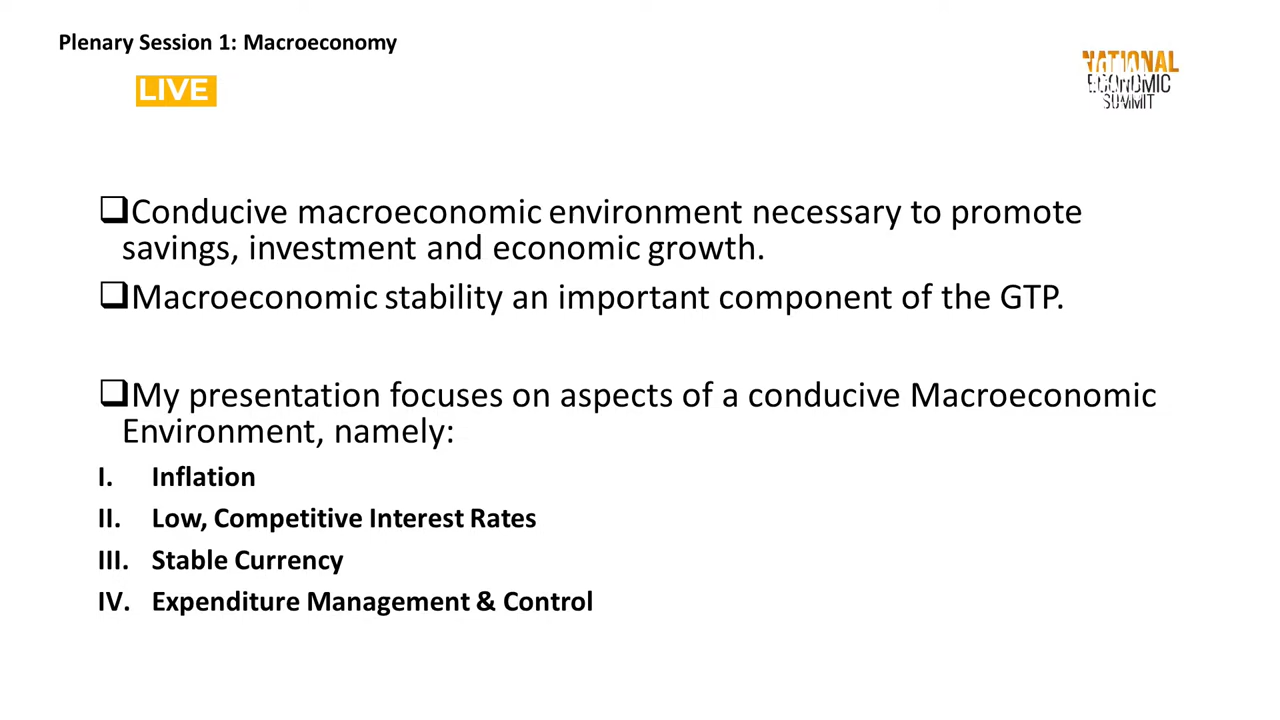 Plenary Session 1: Macroeconomy
LIVE
NATIONAL
ECONOMIC
SUMMIT
Conducive macroeconomic environment necessary to promote
savings, investment and economic growth.
Macroeconomic stability an important component of the GTP.
My presentation focuses on aspects of a conducive Macroeconomic
Environment, namely:
I. Inflation
II. Low, Competitive Interest Rates
III. Stable Currency
IV. Expenditure Management & Control